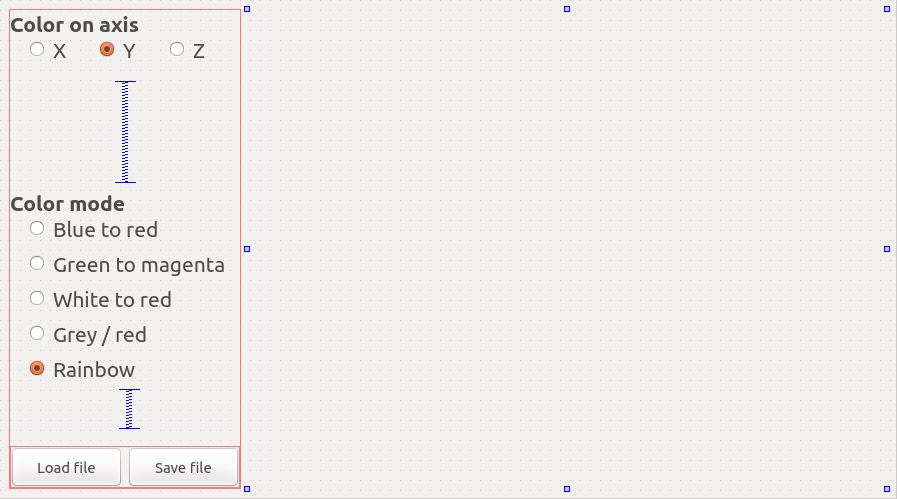 Color on axis
X Y Z
Color mode
Blue to red
Green to magenta
White to red
Grey / red
Rainbow
Load file Save file